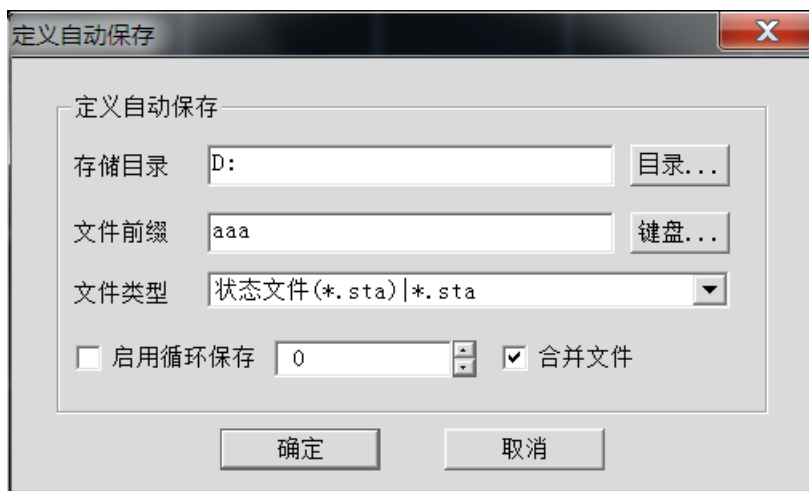 定义自动保存
定义自动保存
存储目录 D: 目录...
文件前缀 aaa 键盘...
文件类型 状态文件(*.sta)|*.sta
启用循环保存 0 合并文件
确定 取消